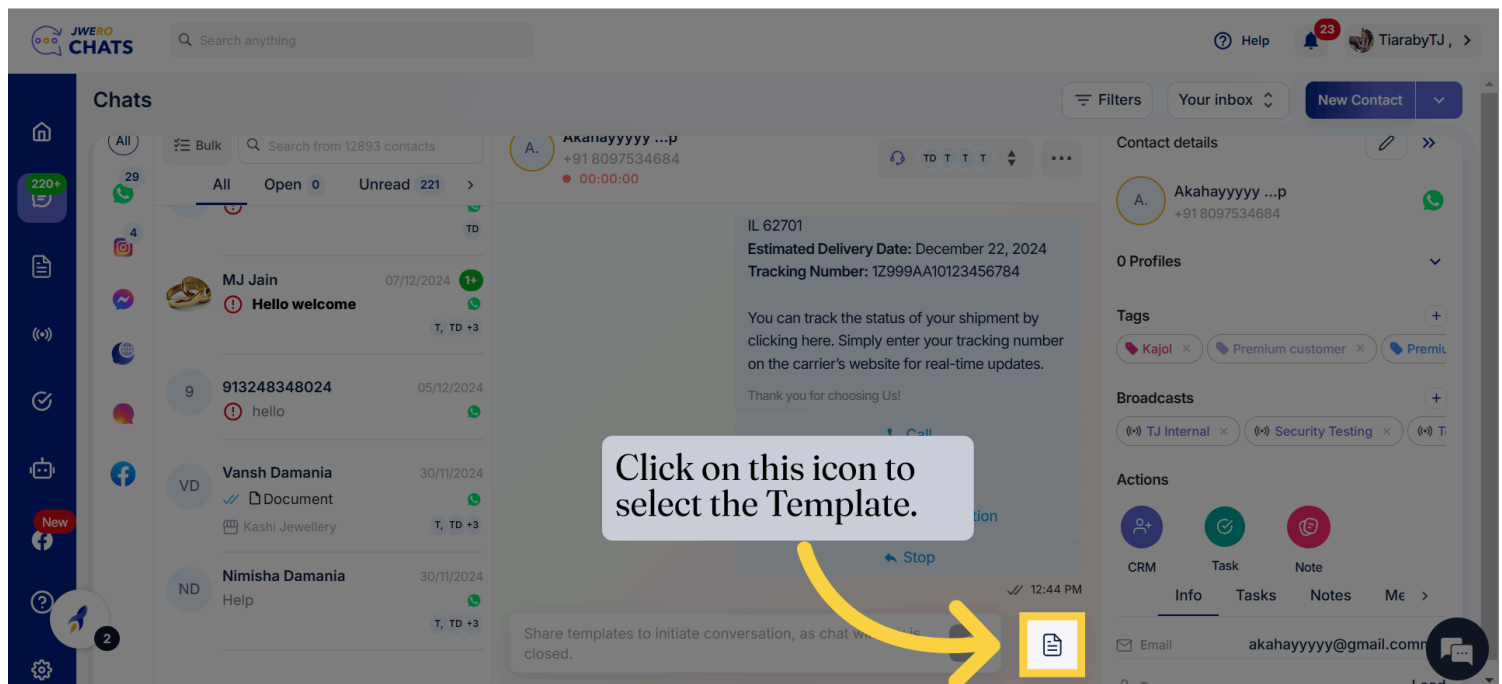 JWERO
CHATS
Search anything
Help
23
TiarabyTJ ,
Chats
Filters
Your inbox
New Contact
220+
New
2
All
29
4
Bulk
Search from 12893 contacts
All
Open 0
Unread 221
TD
MJ Jain
07/12/2024
1+
Hello welcome
T, TD +3
9
913248348024
05/12/2024
hello
VD
Vansh Damania
30/11/2024
Document
Kashi Jewellery
T, TD +3
ND
Nimisha Damania
30/11/2024
Help
T, TD +3
A.
Akahayyyyy ...p
+91 8097534684
00:00:00
TD T T T
IL 62701
Estimated Delivery Date: December 22, 2024
Tracking Number: 1Z999AA10123456784
You can track the status of your shipment by
clicking here. Simply enter your tracking number
on the carrier's website for real-time updates.
Thank you for choosing Us!
Call
tion
Stop
12:44 PM
Click on this icon to
select the Template.
Share templates to initiate conversation, as chat is
closed.
Contact details
A.
Akahayyyyy ...p
+91 8097534684
0 Profiles
Tags
Kajol
Premium customer
Premiu
Broadcasts
TJ Internal
Security Testing
T
Actions
CRM
Task
Note
Info
Tasks
Notes
Me
Email
akahayyyyy@gmail.comm